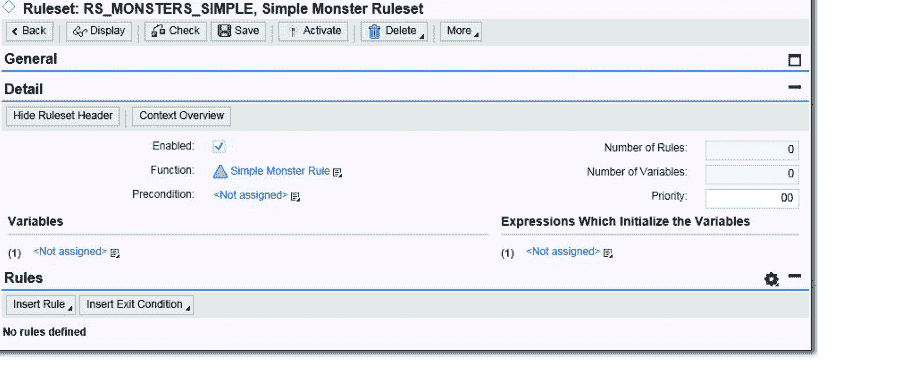 Ruleset: RS_MONSTERS_SIMPLE, Simple Monster Ruleset
Back Display Check Save Activate Delete More
General
Detail
Hide Ruleset Header Context Overview
Enabled: Number of Rules: 0
Function: Simple Monster Rule Number of Variables: 0
Precondition: <Not assigned> Priority: 00
Variables Expressions Which Initialize the Variables
(1) <Not assigned> (1) <Not assigned>
Rules
Insert Rule Insert Exit Condition
No rules defined